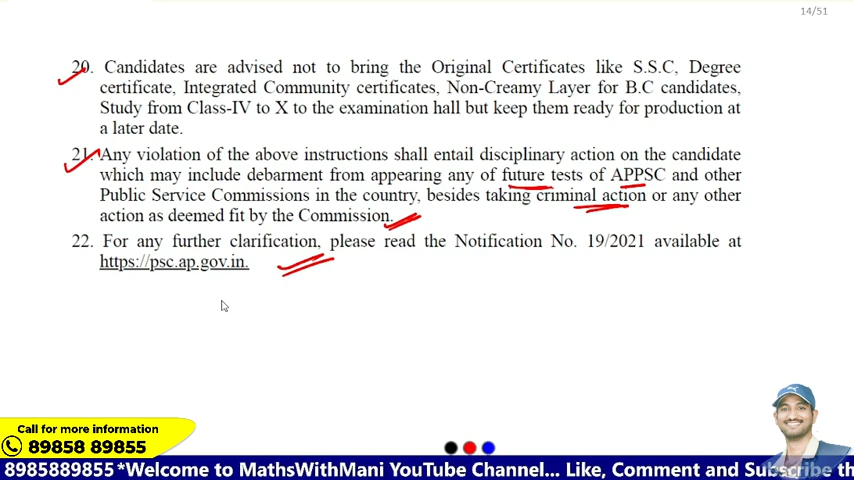 14/51
20. Candidates are advised not to bring the Original Certificates like S.S.C, Degree
certificate, Integrated Community certificates, Non-Creamy Layer for B.C candidates,
Study from Class-IV to X to the examination hall but keep them ready for production at
a later date.
21. Any violation of the above instructions shall entail disciplinary action on the candidate
which may include debarment from appearing any of future tests of APPSC and other
Public Service Commissions in the country, besides taking criminal action or any other
action as deemed fit by the Commission.
22. For any further clarification, please read the Notification No. 19/2021 available at
https://psc.ap.gov.in.
Call for more information
89858 89855
8985889855 *Welcome to MathsWithMani YouTube Channel... Like, Comment and Subscribe th